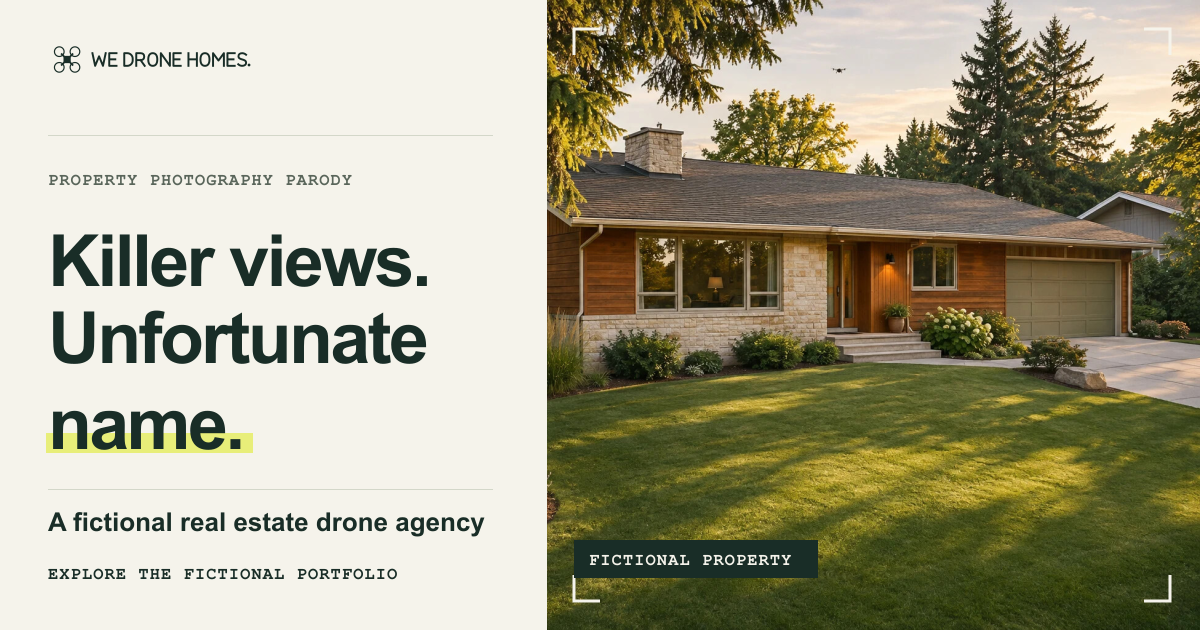 WE DRONE HOMES.
PROPERTY PHOTOGRAPHY PARODY
Killer views.
Unfortunate
name.
A fictional real estate drone agency
EXPLORE THE FICTIONAL PORTFOLIO
FICTIONAL PROPERTY